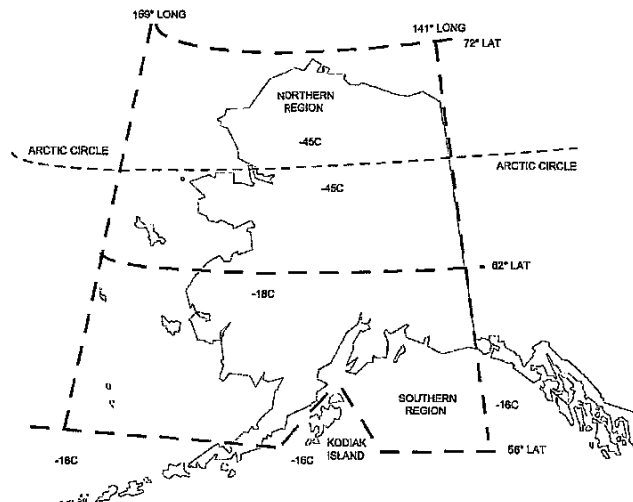 169° LONG
141° LONG
72° LAT
NORTHERN
REGION
ARCTIC CIRCLE
-45C
-45C
ARCTIC CIRCLE
62° LAT
-18C
SOUTHERN
REGION
-16C
KODIAK
ISLAND
-16C
-16C
56° LAT